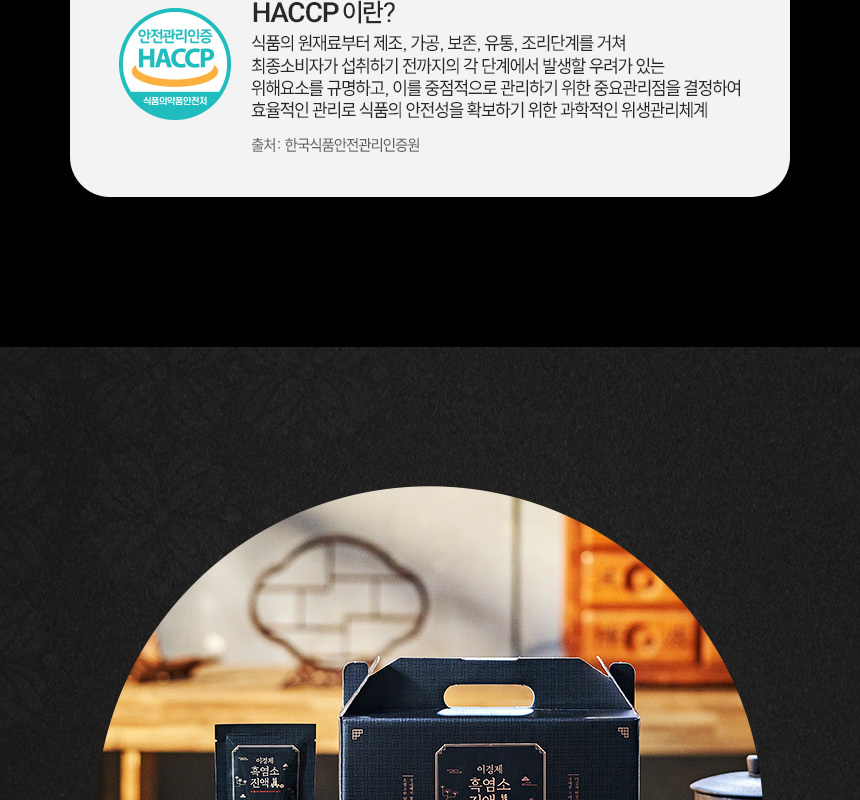 HACCP 이란?
안전관리인증
HACCP
식품의약품안전처
식품의 원재료부터 제조, 가공, 보존, 유통, 조리단계를 거쳐
최종소비자가 섭취하기 전까지의 각 단계에서 발생할 우려가 있는
위해요소를 규명하고, 이를 중점적으로 관리하기 위한 중요관리점을 결정하여
효율적인 관리로 식품의 안전성을 확보하기 위한 과학적인 위생관리체계
출처: 한국식품안전관리인증원
이경제
흑염소
진액
이경제
흑염소
진액